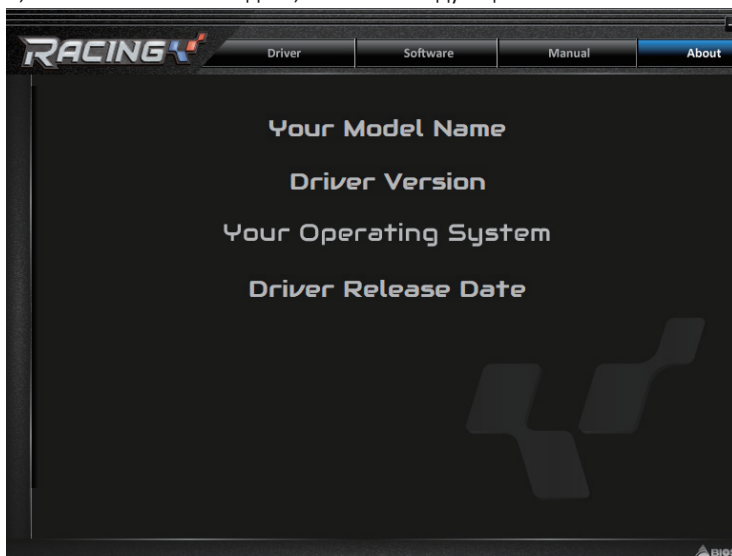 RACING
Driver Software Manual About
Your Model Name
Driver Version
Your Operating System
Driver Release Date